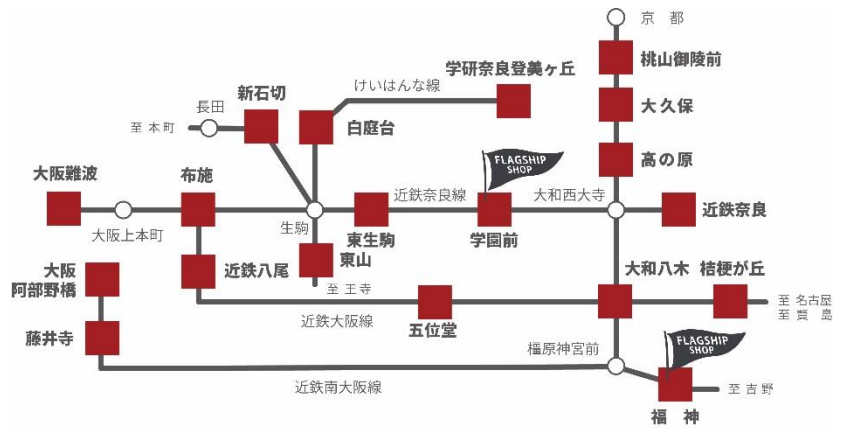 京 都
桃山御陵前
学研奈良登美ヶ丘
けいはんな線
新石切
長田
至 本 町
白庭台
大久保
FLAGSHIP
SHOP
高の原
大阪難波
布施
近鉄奈良線
大和西大寺
近鉄奈良
大阪上本町
生駒
東生駒
学園前
東山
大阪
阿部野橋
近鉄八尾
至 王 寺
大和八木
桔梗が丘
至 名古屋
至 賢 島
近鉄大阪線
五位堂
藤井寺
橿原神宮前
FLAGSHIP
SHOP
近鉄南大阪線
至 吉 野
福 神